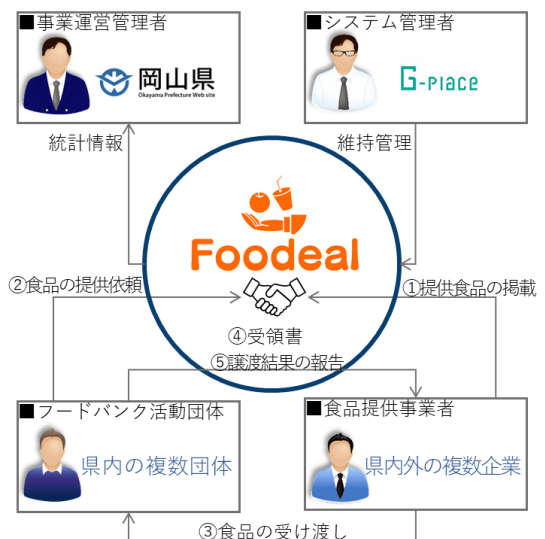 ■事業運営管理者
■システム管理者
岡山県
Okayama Prefecture Web site
G-Place
統計情報
維持管理
Foodeal
②食品の提供依頼
①提供食品の掲載
④受領書
⑤譲渡結果の報告
■フードバンク活動団体
■食品提供事業者
県内の複数団体
県内外の複数企業
③食品の受け渡し